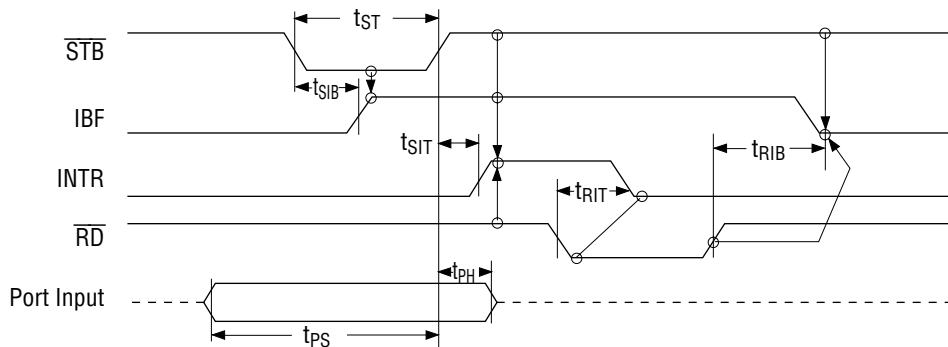 tST
STB
tSIB
IBF
tSIT
tRIB
INTR
tRIT
RD
tPH
Port Input
tPS